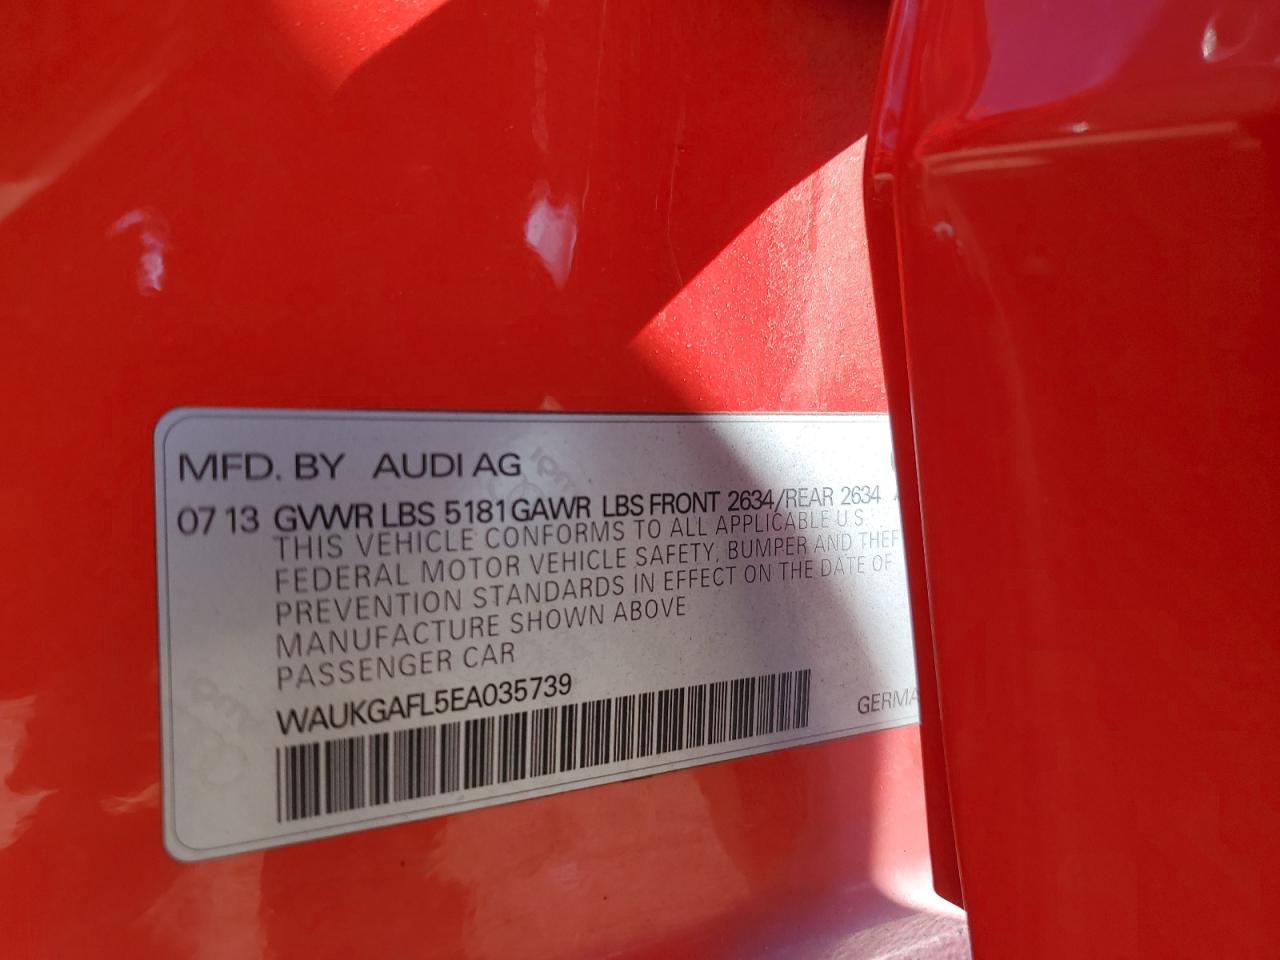 MFD. BY AUDI AG
07 13 GVWR LBS 5181 GAWR LBS FRONT 2634/REAR 2634
THIS VEHICLE CONFORMS TO ALL APPLICABLE U.S.
FEDERAL MOTOR VEHICLE SAFETY, BUMPER AND THEF
PREVENTION STANDARDS IN EFFECT ON THE DATE OF
MANUFACTURE SHOWN ABOVE
PASSENGER CAR
WAUKGAFL5EA035739
GERMA